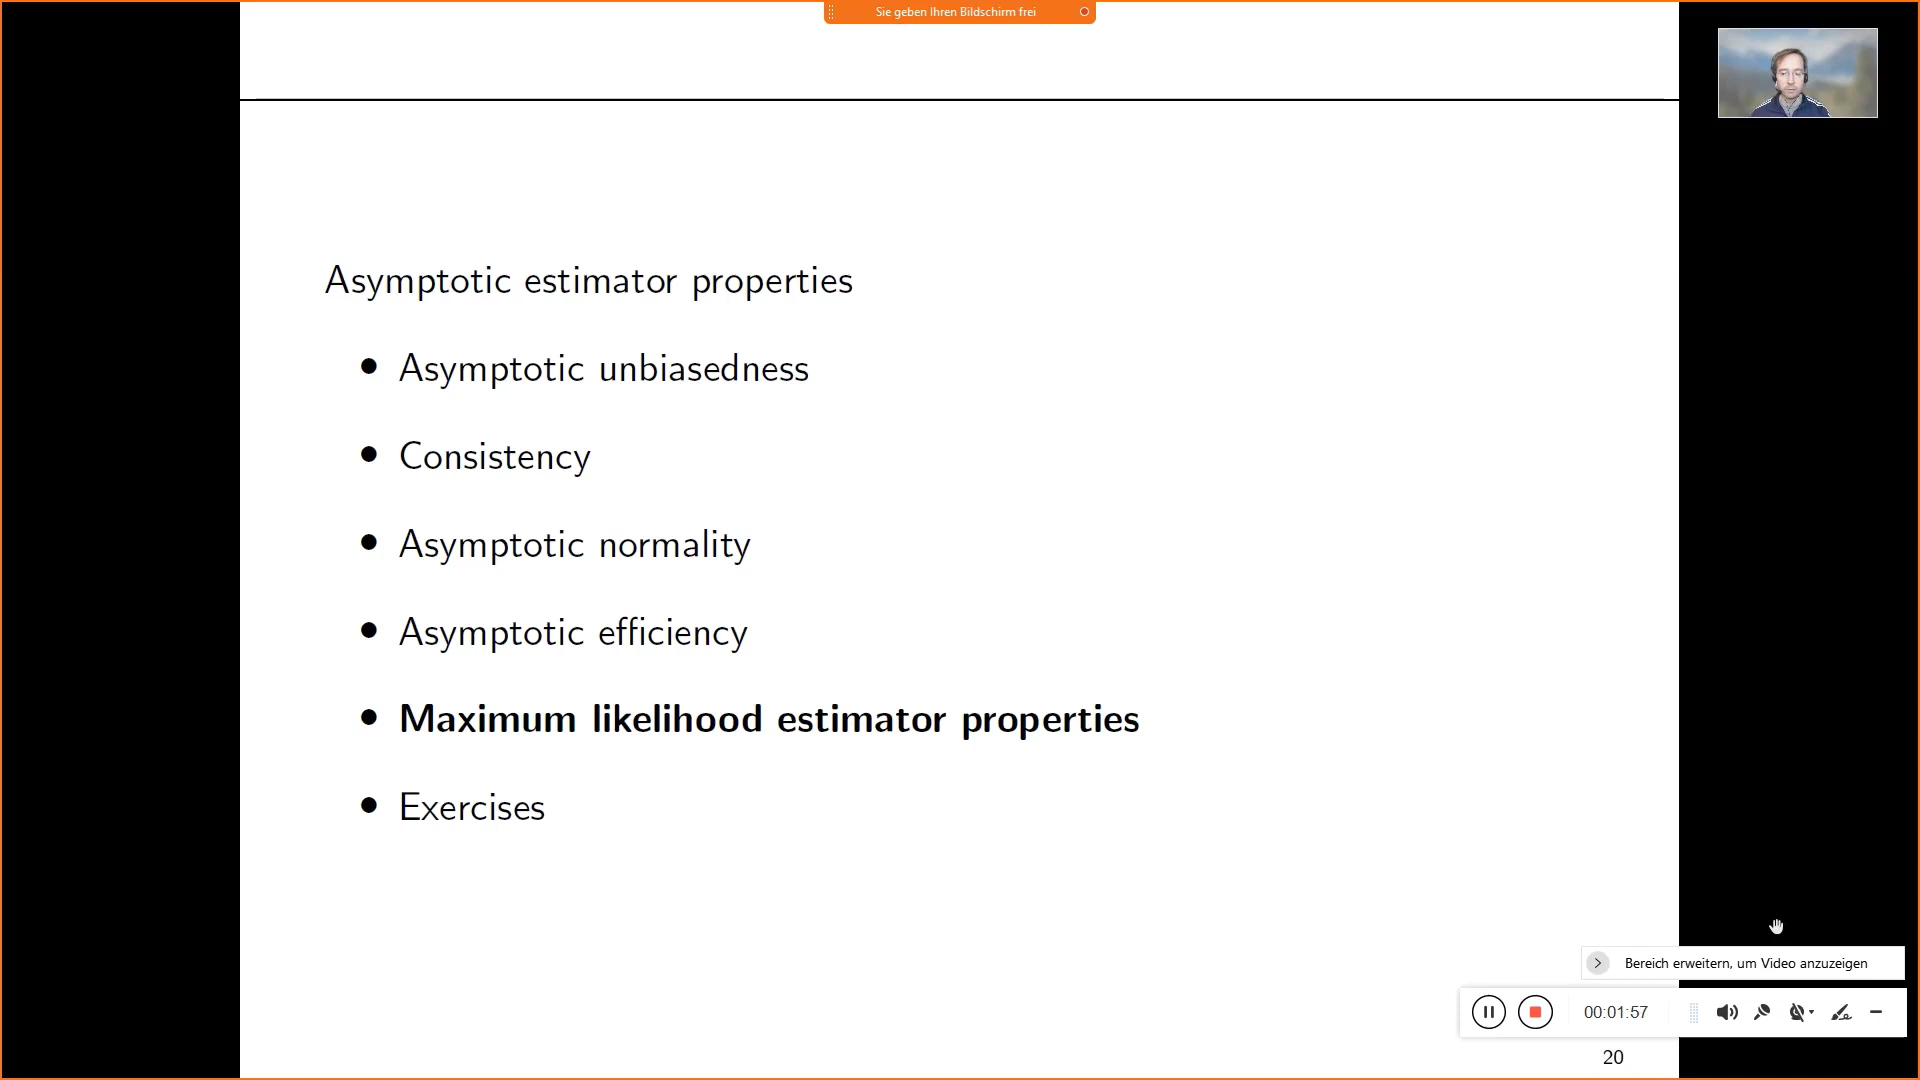 Sie geben Ihren Bildschirm frei
Asymptotic estimator properties
• Asymptotic unbiasedness
• Consistency
• Asymptotic normality
• Asymptotic efficiency
• Maximum likelihood estimator properties
• Exercises
Bereich erweitern, um Video anzuzeigen
00:01:57
20